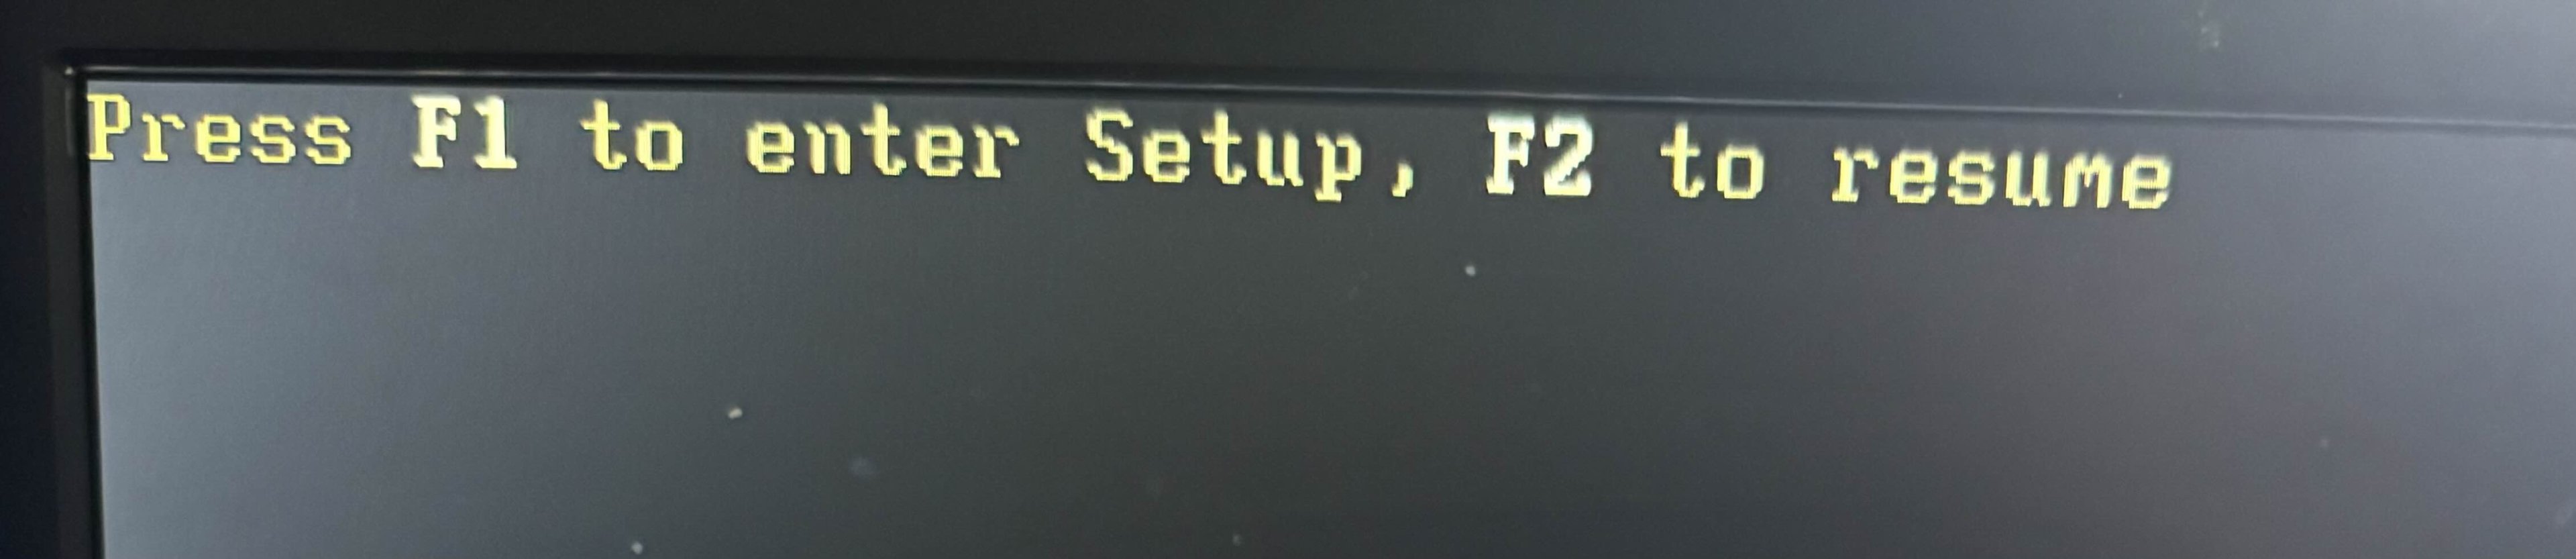 Press F1 to enter Setup, F2 to resume